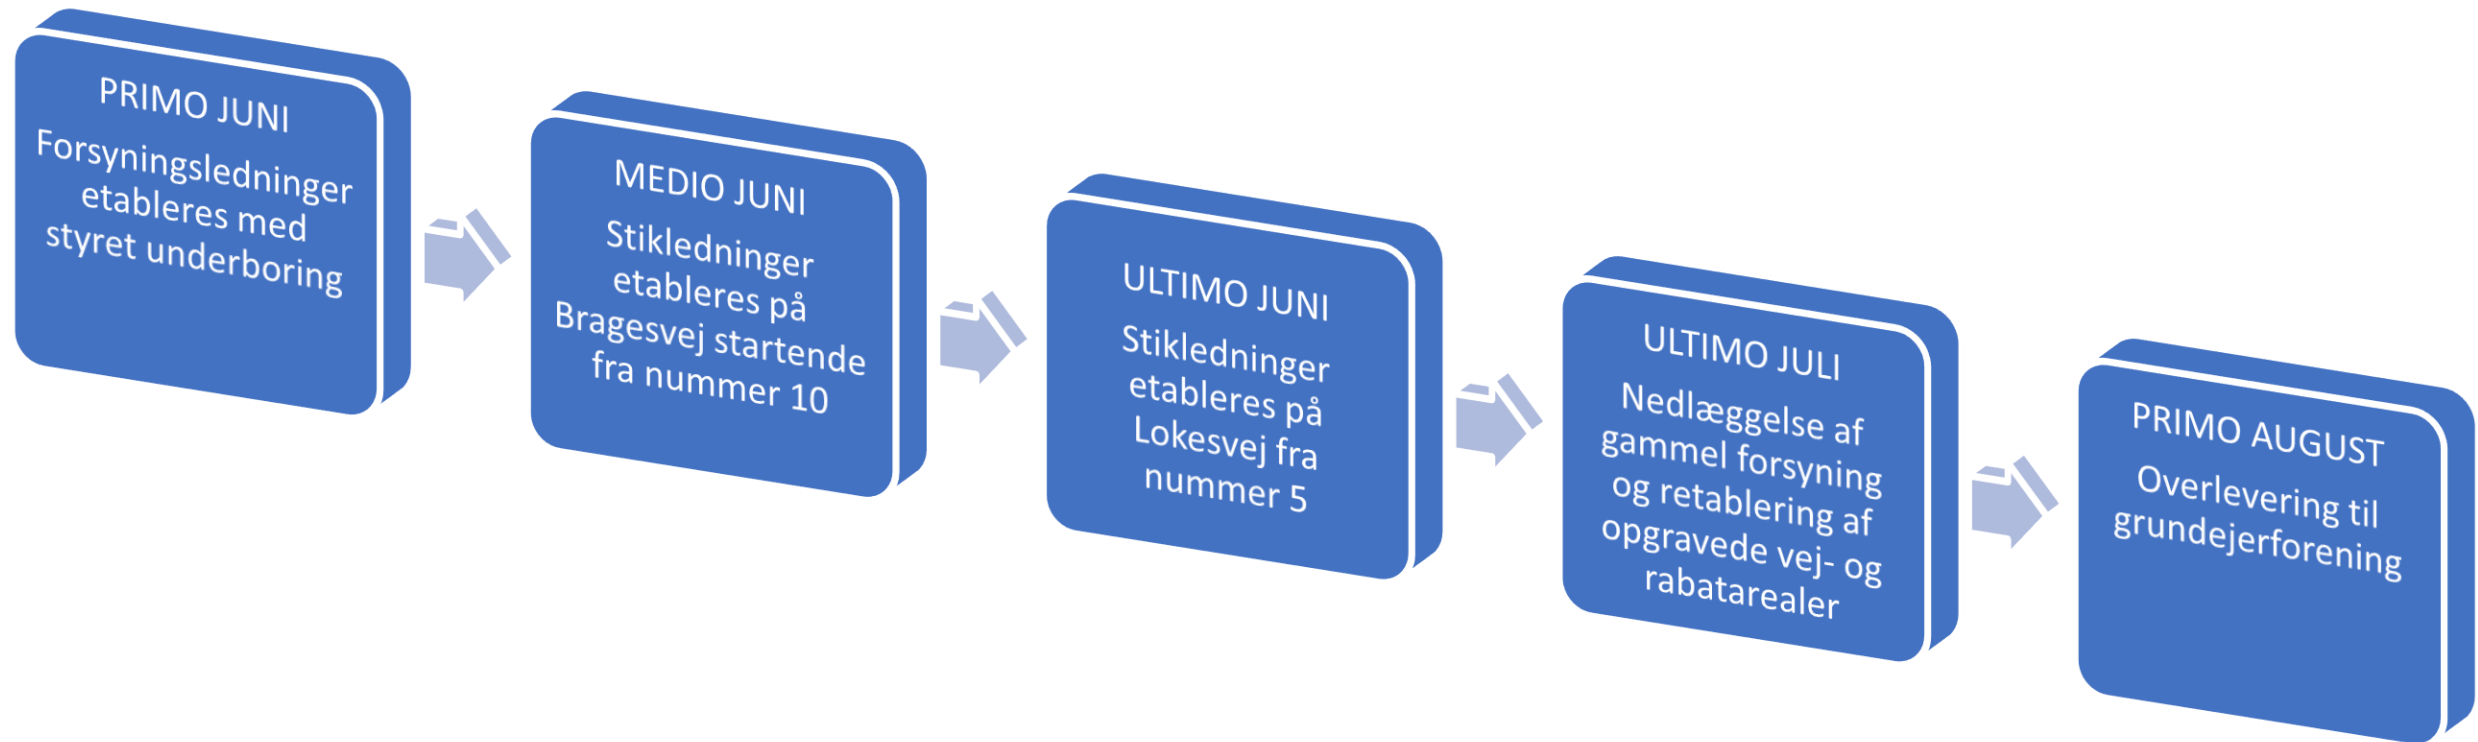 PRIMO JUNI
Forsyningsledninger
etableres med
styret underboring
MEDIO JUNI
Stikledninger
etableres på
Bragesvej startende
fra nummer 10
ULTIMO JUNI
Stikledninger
etableres på
Lokesvej fra
nummer 5
ULTIMO JULI
Nedlæggelse af
gammel forsyning
og retablering af
opgravede vej- og
rabatarealer
PRIMO AUGUST
Overlevering til
grundejerforening